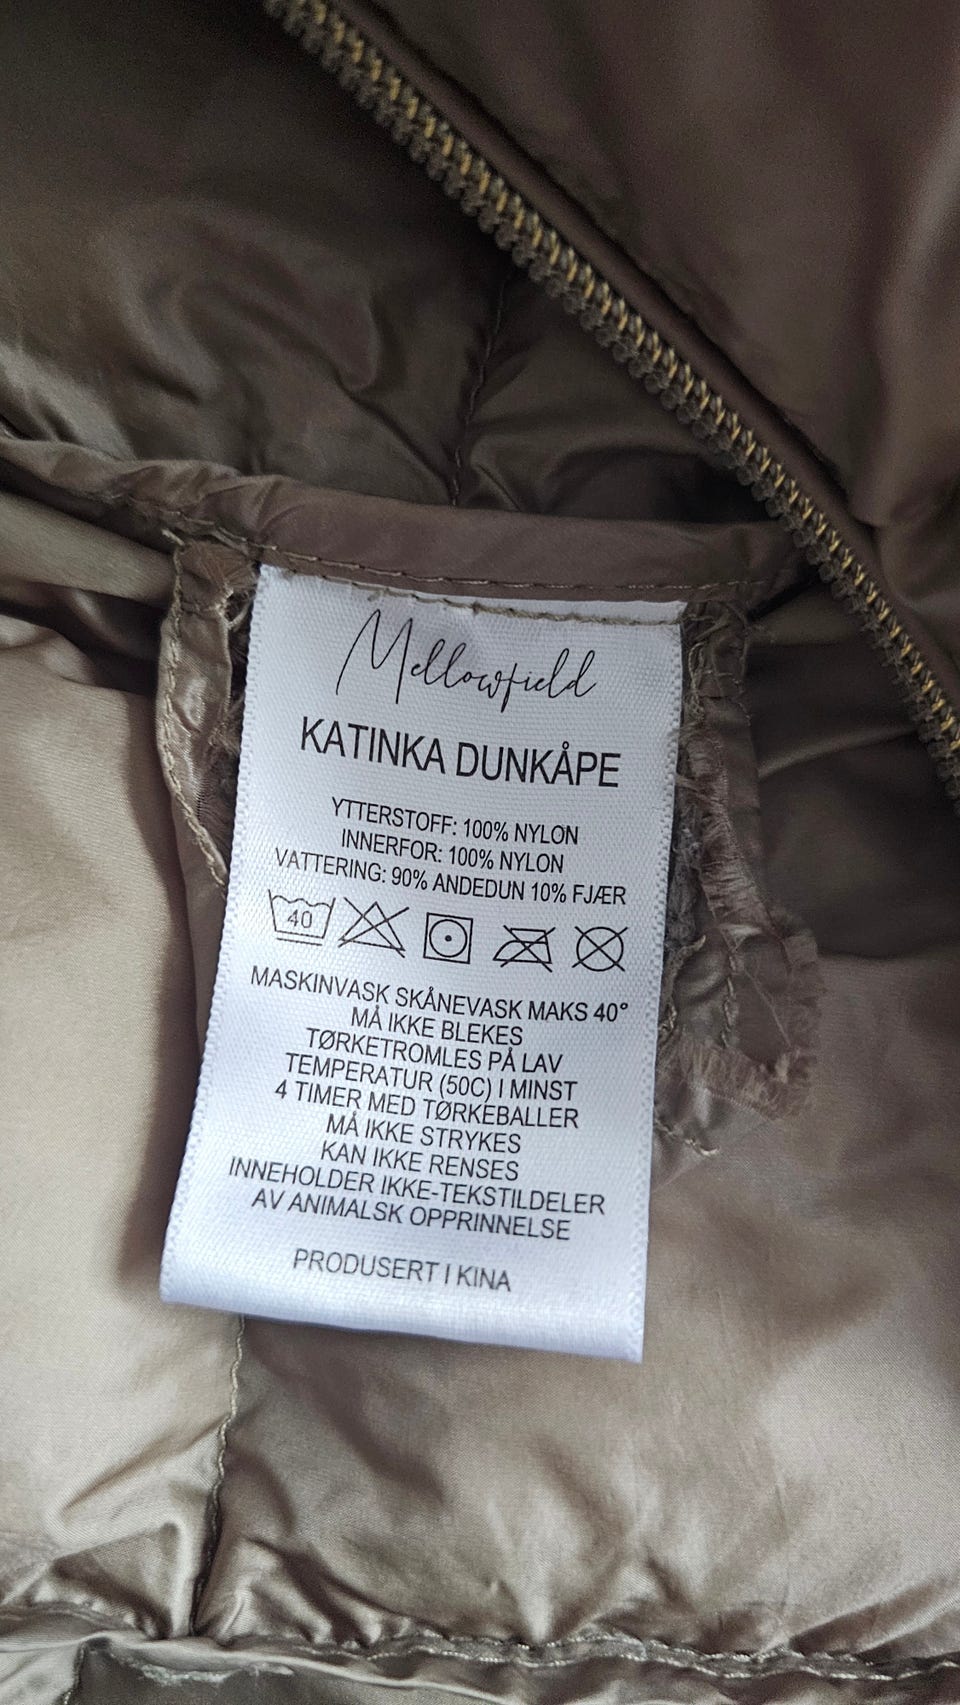 Mellowfield
KATINKA DUNKÅPE
YTTERSTOFF: 100% NYLON
INNERFOR: 100% NYLON
VATTERING: 90% ANDEDUN 10% FJÆR
40
MASKINVASK SKÅNEVASK MAKS 40°
MÅ IKKE BLEKES
TØRKETROMLES PÅ LAV
TEMPERATUR (50C) I MINST
4 TIMER MED TØRKEBALLER
MÅ IKKE STRYKES
KAN IKKE RENSES
INNEHOLDER IKKE-TEKSTILDELER
AV ANIMALSK OPPRINNELSE
PRODUSERT I KINA